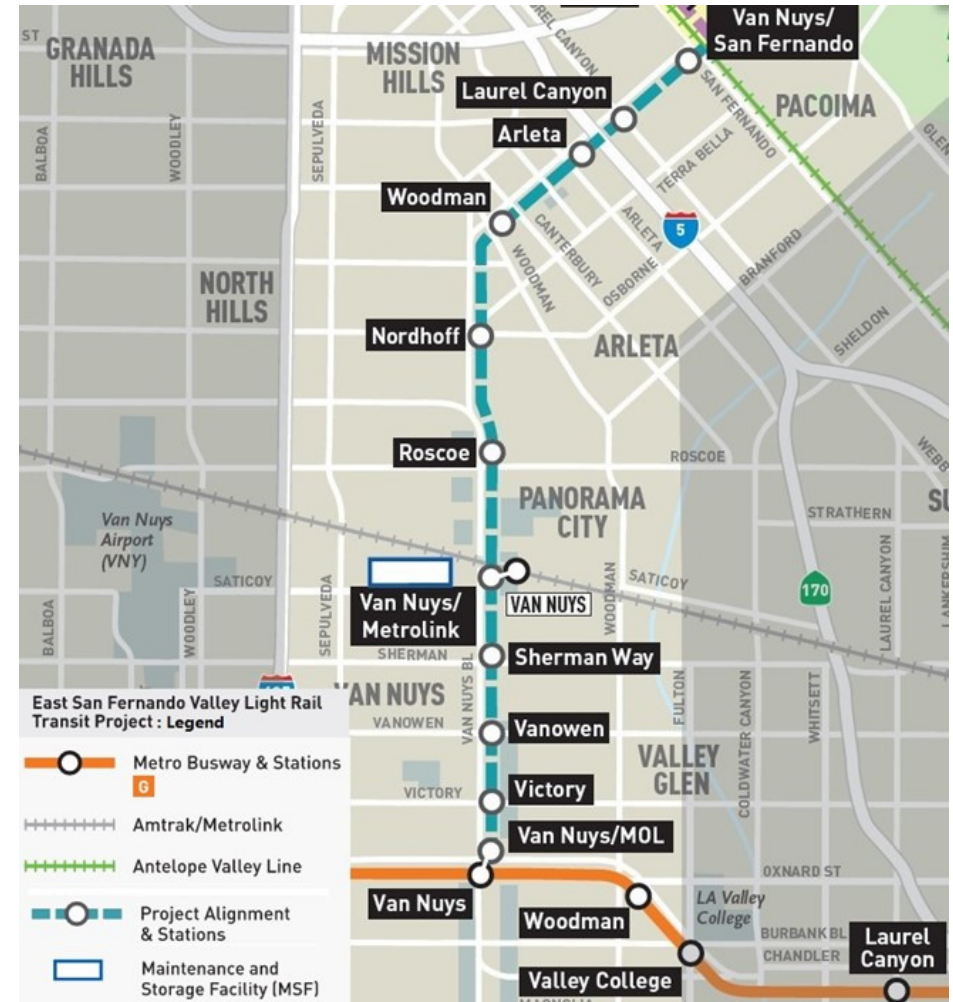 ST
GRANADA
HILLS
MISSION
HILLS
LAUREL CANYON
Van Nuys/
San Fernando
Laurel Canyon
Arleta
SAN FERNANDO
PACOIMA
BALBOA
WOODLEY
SEPULVEDA
TERRA BELLA
Woodman
CANTERBURY
ARLETA
5
WOODMAN
OSBORNE
BRANFORD
NORTH
HILLS
Nordhoff
ARLETA
SHELDON
Roscoe
ROSCOE
PANORAMA
CITY
STRATHERN
Van Nuys
Airport
(VNY)
SATICOY
Van Nuys/
Metrolink
VAN NUYS
WOODMAN
SATICOY
170
LAUREL CANYON
BALBOA
WOODLEY
SEPULVEDA
SHERMAN
Sherman Way
VAN NUYS BL
FULTON
COLDWATER CANYON
WHITSETT
VAN NUYS
VANOWEN
Vanowen
VALLEY
GLEN
VICTORY
Victory
Van Nuys/MOL
OXNARD ST
Van Nuys
Woodman
LA Valley
College
BURBANK BL
CHANDLER
Laurel
Canyon
Valley College
East San Fernando Valley Light Rail
Transit Project : Legend
Metro Busway & Stations
G
Amtrak/Metrolink
Antelope Valley Line
Project Alignment
& Stations
Maintenance and
Storage Facility (MSF)